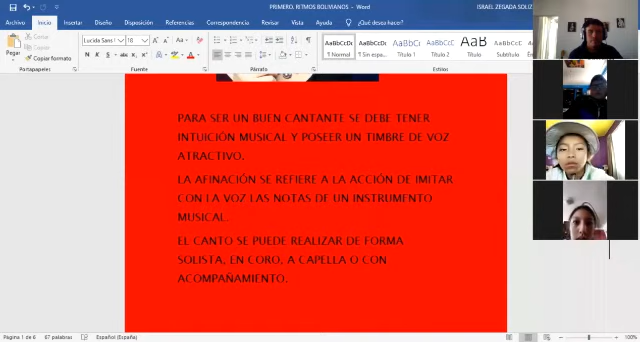 PRIMERO. RITMOS BOLIVIANOS - Word
ISRAEL ZEGADA SOLIZ
Archivo Inicio Insertar Diseño Disposición Referencias Correspondencia Revisar Vista Ayuda ¿Qué desea hacer?
Pegar
Cortar
Copiar
Copiar formato
Lucida Sans 18
AaBbCcDc AaBbCcDc AaBbCc AaBbCcC AaB AaBbCcC
¶ Normal ¶ Sin espa... Título 1 Título 2 Título Subtítulo
Portapapeles Fuente Párrafo Estilos
PARA SER UN BUEN CANTANTE SE DEBE TENER
INTUICIÓN MUSICAL Y POSEER UN TIMBRE DE VOZ
ATRACTIVO.
LA AFINACIÓN SE REFIERE A LA ACCIÓN DE IMITAR
CON LA VOZ LAS NOTAS DE UN INSTRUMENTO
MUSICAL.
EL CANTO SE PUEDE REALIZAR DE FORMA
SOLISTA, EN CORO, A CAPELLA O CON
ACOMPAÑAMIENTO.
Página 1 de 6 67 palabras Español (España) 100%